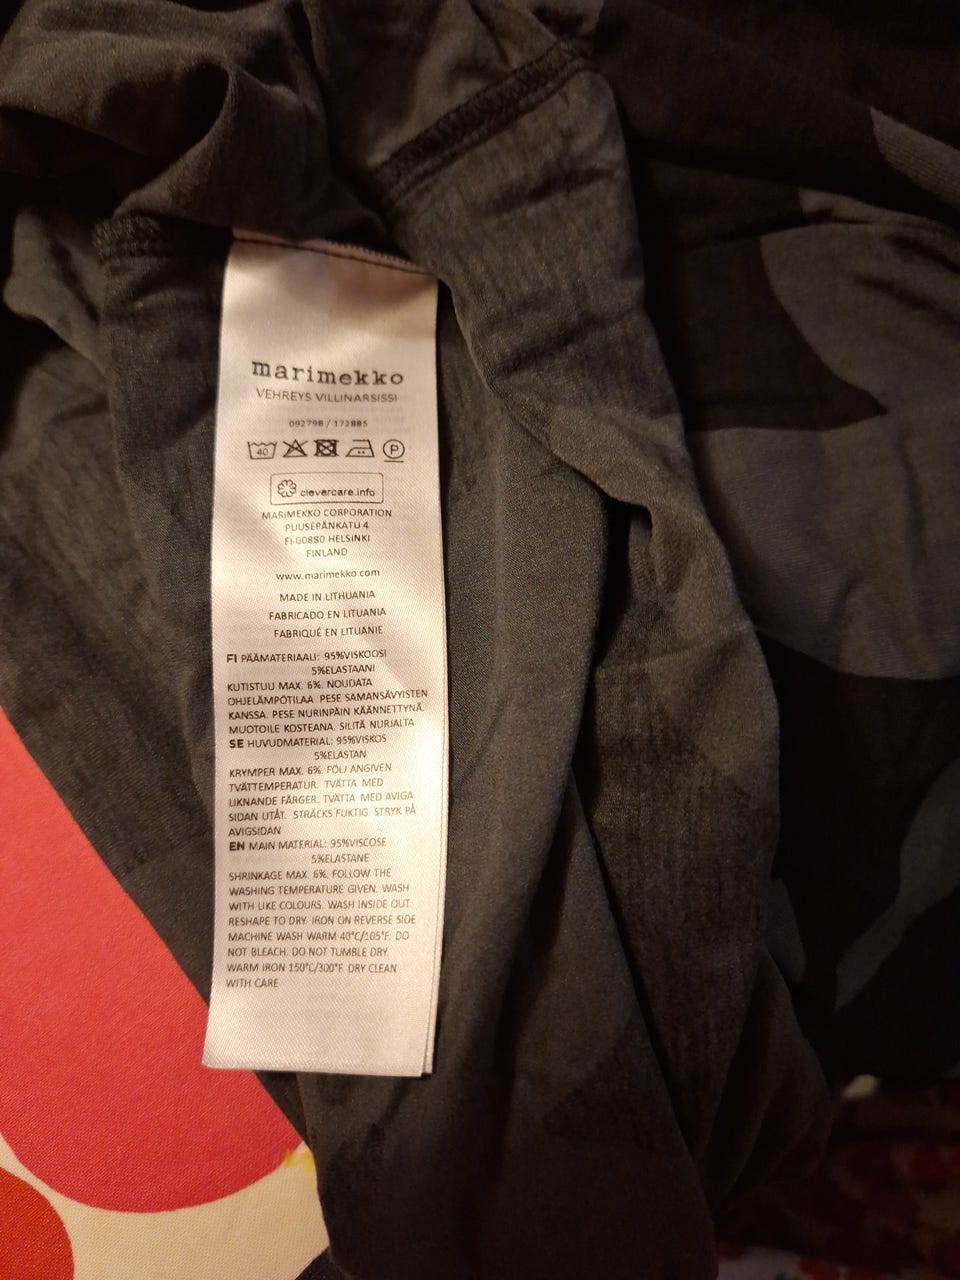 marimekko
VEHREYS VILLINARSISSI
092798 / 172885
40 P
clevercare.info
MARIMEKKO CORPORATION
PUUSEPÄNKATU 4
FI-00880 HELSINKI
FINLAND
www.marimekko.com
MADE IN LITHUANIA
FABRICADO EN LITUANIA
FABRIQUÉ EN LITUANIE
FI PÄÄMATERIAALI: 95%VISKOOSI
5%ELASTAANI
KUTISTUU MAX. 6%. NOUDATA
OHJELÄMPÖTILAA. PESE SAMANSÄVYISTEN
KANSSA. PESE NURINPÄIN KÄÄNNETTYNÄ.
MUOTOILE KOSTEANA. SILITÄ NURJALTA
SE HUVUDMATERIAL: 95%VISKOS
5%ELASTAN
KRYMPER MAX. 6%. FÖLJ ANGIVEN
TVÄTTEMPERATUR. TVÄTTA MED
LIKNANDE FÄRGER. TVÄTTA MED AVIGA
SIDAN UTÅT. STRÄCKS FUKTIG. STRYK PÅ
AVIGSIDAN
EN MAIN MATERIAL: 95%VISCOSE
5%ELASTANE
SHRINKAGE MAX. 6%. FOLLOW THE
WASHING TEMPERATURE GIVEN. WASH
WITH LIKE COLOURS. WASH INSIDE OUT.
RESHAPE TO DRY. IRON ON REVERSE SIDE
MACHINE WASH WARM 40°C/105°F. DO
NOT BLEACH. DO NOT TUMBLE DRY.
WARM IRON 150°C/300°F. DRY CLEAN
WITH CARE